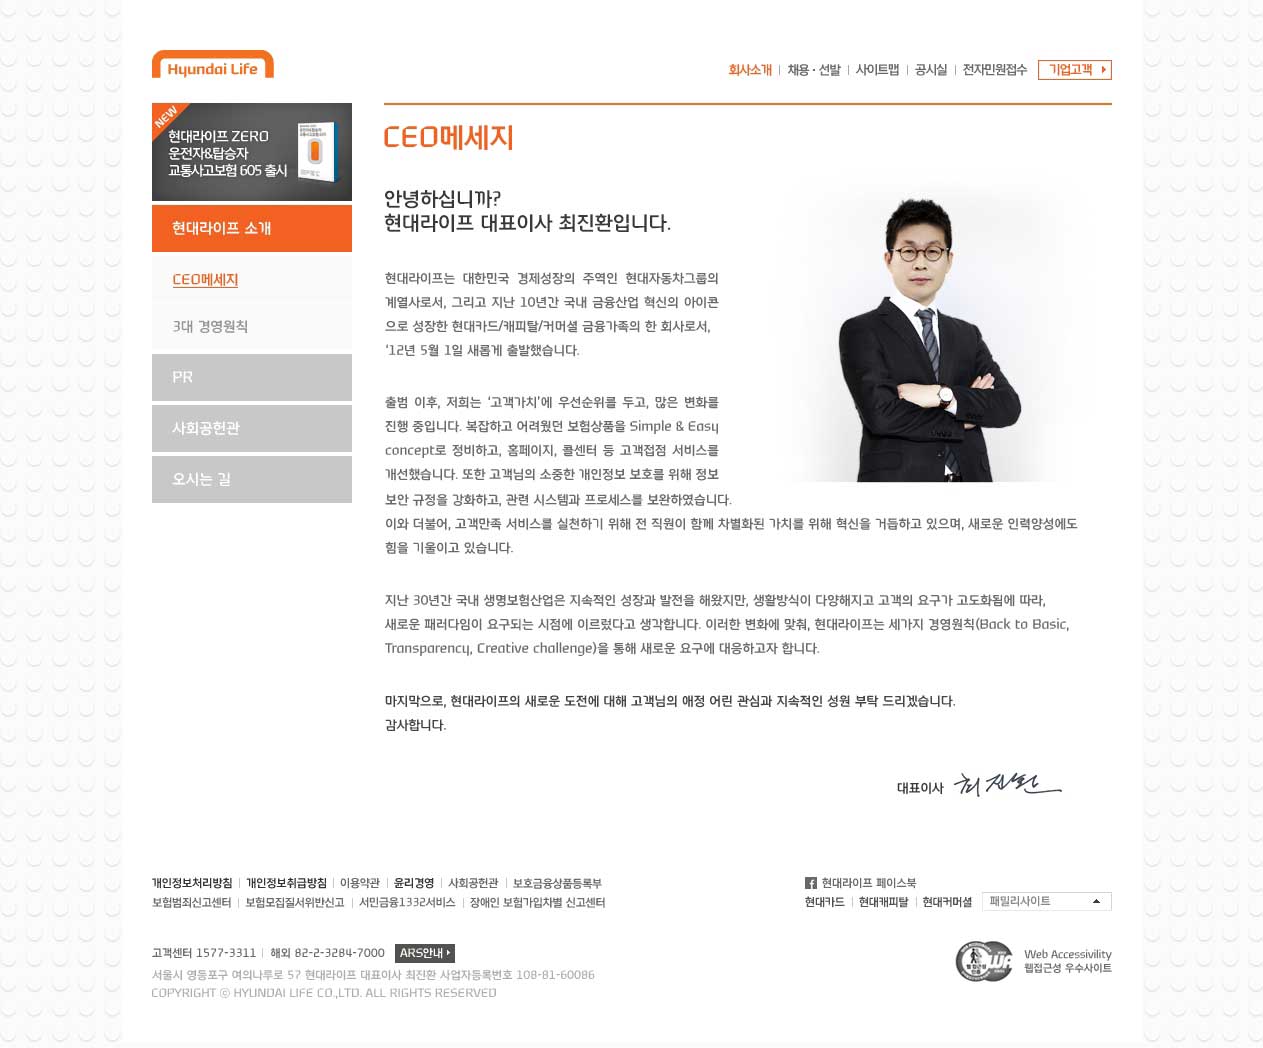 Hyundai Life
회사소개 | 채용 · 선발 | 사이트맵 | 공시실 | 전자민원접수 기업고객
NEW
현대라이프 ZERO
운전자&탑승자
교통사고보험 605 출시
현대라이프 소개
CEO메세지
3대 경영원칙
PR
사회공헌관
오시는 길
CEO메세지
안녕하십니까?
현대라이프 대표이사 최진환입니다.
현대라이프는 대한민국 경제성장의 주역인 현대자동차그룹의
계열사로서, 그리고 지난 10년간 국내 금융산업 혁신의 아이콘
으로 성장한 현대카드/캐피탈/커머셜 금융가족의 한 회사로서,
‘12년 5월 1일 새롭게 출발했습니다.
출범 이후, 저희는 ‘고객가치’에 우선순위를 두고, 많은 변화를
진행 중입니다. 복잡하고 어려웠던 보험상품을 Simple & Easy
concept로 정비하고, 홈페이지, 콜센터 등 고객접점 서비스를
개선했습니다. 또한 고객님의 소중한 개인정보 보호를 위해 정보
보안 규정을 강화하고, 관련 시스템과 프로세스를 보완하였습니다.
이와 더불어, 고객만족 서비스를 실천하기 위해 전 직원이 함께 차별화된 가치를 위해 혁신을 거듭하고 있으며, 새로운 인력양성에도
힘을 기울이고 있습니다.
지난 30년간 국내 생명보험산업은 지속적인 성장과 발전을 해왔지만, 생활방식이 다양해지고 고객의 요구가 고도화됨에 따라,
새로운 패러다임이 요구되는 시점에 이르렀다고 생각합니다. 이러한 변화에 맞춰, 현대라이프는 세가지 경영원칙(Back to Basic,
Transparency, Creative challenge)을 통해 새로운 요구에 대응하고자 합니다.
마지막으로, 현대라이프의 새로운 도전에 대해 고객님의 애정 어린 관심과 지속적인 성원 부탁 드리겠습니다.
감사합니다.
대표이사 최진환
개인정보처리방침 | 개인정보취급방침 | 이용약관 | 윤리경영 | 사회공헌관 | 보호금융상품등록부
보험범죄신고센터 | 보험모집질서위반신고 | 서민금융1332서비스 | 장애인 보험가입차별 신고센터
현대라이프 페이스북
현대카드 | 현대캐피탈 | 현대커머셜 패밀리사이트
고객센터 1577-3311 | 해외 82-2-3284-7000 ARS안내
서울시 영등포구 여의나루로 57 현대라이프 대표이사 최진환 사업자등록번호 108-81-60086
COPYRIGHT ⓒ HYUNDAI LIFE CO.,LTD. ALL RIGHTS RESERVED
웹 접근성
인증
WA
Web Accessivility
웹접근성 우수사이트